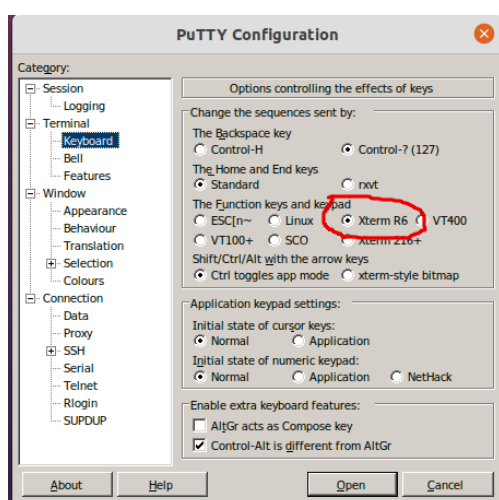 PuTTY Configuration
Category:
Session
Logging
Terminal
Keyboard
Bell
Features
Window
Appearance
Behaviour
Translation
Selection
Colours
Connection
Data
Proxy
SSH
Serial
Telnet
Rlogin
SUPDUP
Options controlling the effects of keys
Change the sequences sent by:
The Backspace key
Control-H Control-? (127)
The Home and End keys
Standard rxvt
The Function keys and keypad
ESC[n~ Linux Xterm R6 VT400
VT100+ SCO Xterm 216+
Shift/Ctrl/Alt with the arrow keys
Ctrl toggles app mode xterm-style bitmap
Application keypad settings:
Initial state of cursor keys:
Normal Application
Initial state of numeric keypad:
Normal Application NetHack
Enable extra keyboard features:
AltGr acts as Compose key
Control-Alt is different from AltGr
About Help Open Cancel